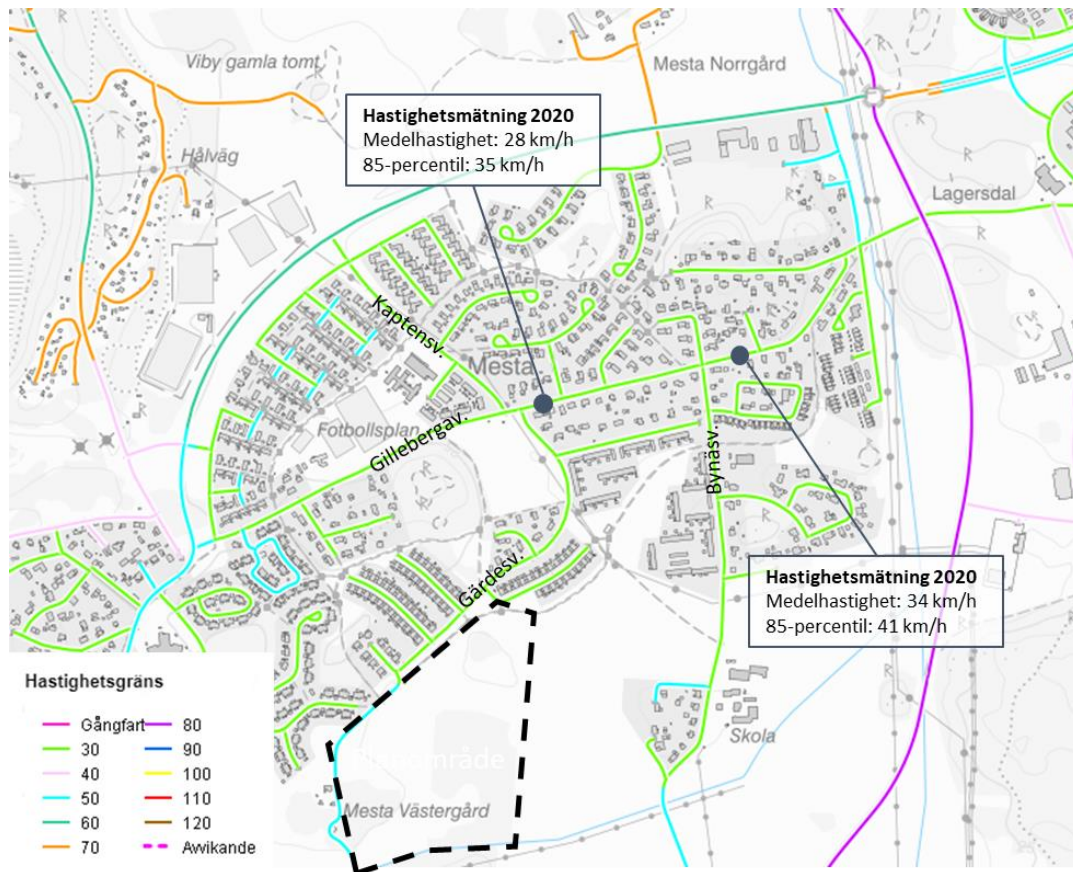 Viby gamla tomt
Mesta Norrgård
Hastighetsmätning 2020
Medelhastighet: 28 km/h
85-percentil: 35 km/h
Hålväg
R
R
R
R
R
Lagersdal
Kaptensv.
Mesta
Fotbollsplan
Gillebergav.
Bynäsv.
R
R
Gärdesv.
Hastighetsmätning 2020
Medelhastighet: 34 km/h
85-percentil: 41 km/h
Skola
Planområde
Mesta Västergård
Hastighetsgräns
Gångfart
80
30
90
40
100
50
110
60
120
70
Avvikande